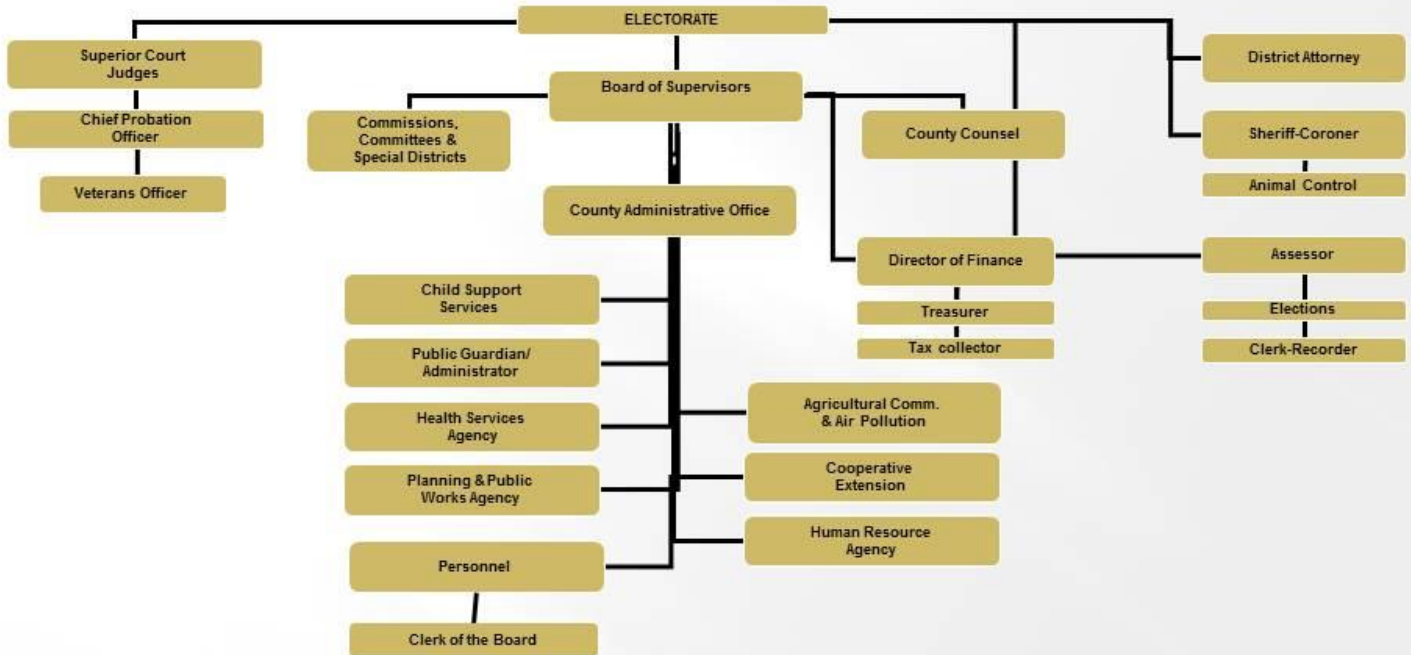 ELECTORATE
Superior Court
Judges
Chief Probation
Officer
Veterans Officer
Board of Supervisors
Commissions,
Committees &
Special Districts
County Counsel
District Attorney
Sheriff-Coroner
Animal Control
County Administrative Office
Director of Finance
Treasurer
Tax collector
Assessor
Elections
Clerk-Recorder
Child Support
Services
Public Guardian/
Administrator
Health Services
Agency
Planning & Public
Works Agency
Personnel
Clerk of the Board
Agricultural Comm.
& Air Pollution
Cooperative
Extension
Human Resource
Agency